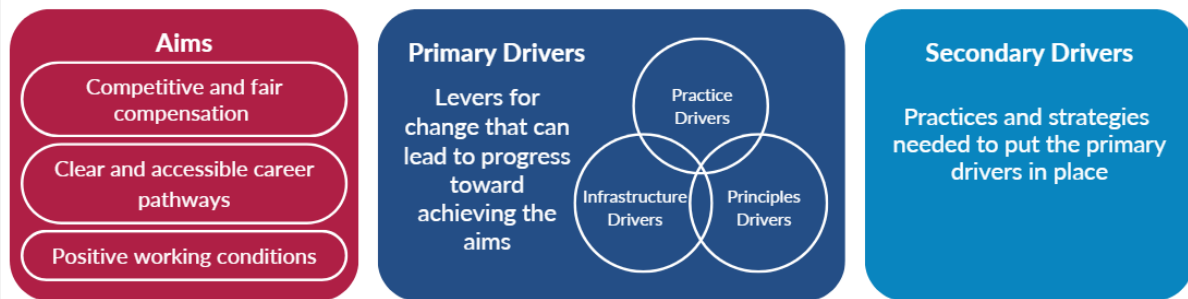 Aims
Competitive and fair
compensation
Clear and accessible career
pathways
Positive working conditions
Primary Drivers
Levers for
change that can
lead to progress
toward
achieving the
aims
Practice
Drivers
Infrastructure
Drivers
Principles
Drivers
Secondary Drivers
Practices and strategies
needed to put the primary
drivers in place